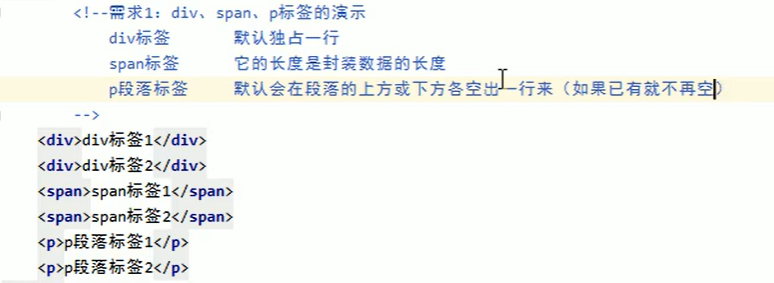 <!--需求1：div、span、p标签的演示
div标签 默认独占一行
span标签 它的长度是封装数据的长度
p段落标签 默认会在段落的上方或下方各空出一行来（如果已有就不再空）
-->
<div>div标签1</div>
<div>div标签2</div>
<span>span标签1</span>
<span>span标签2</span>
<p>p段落标签1</p>
<p>p段落标签2</p>